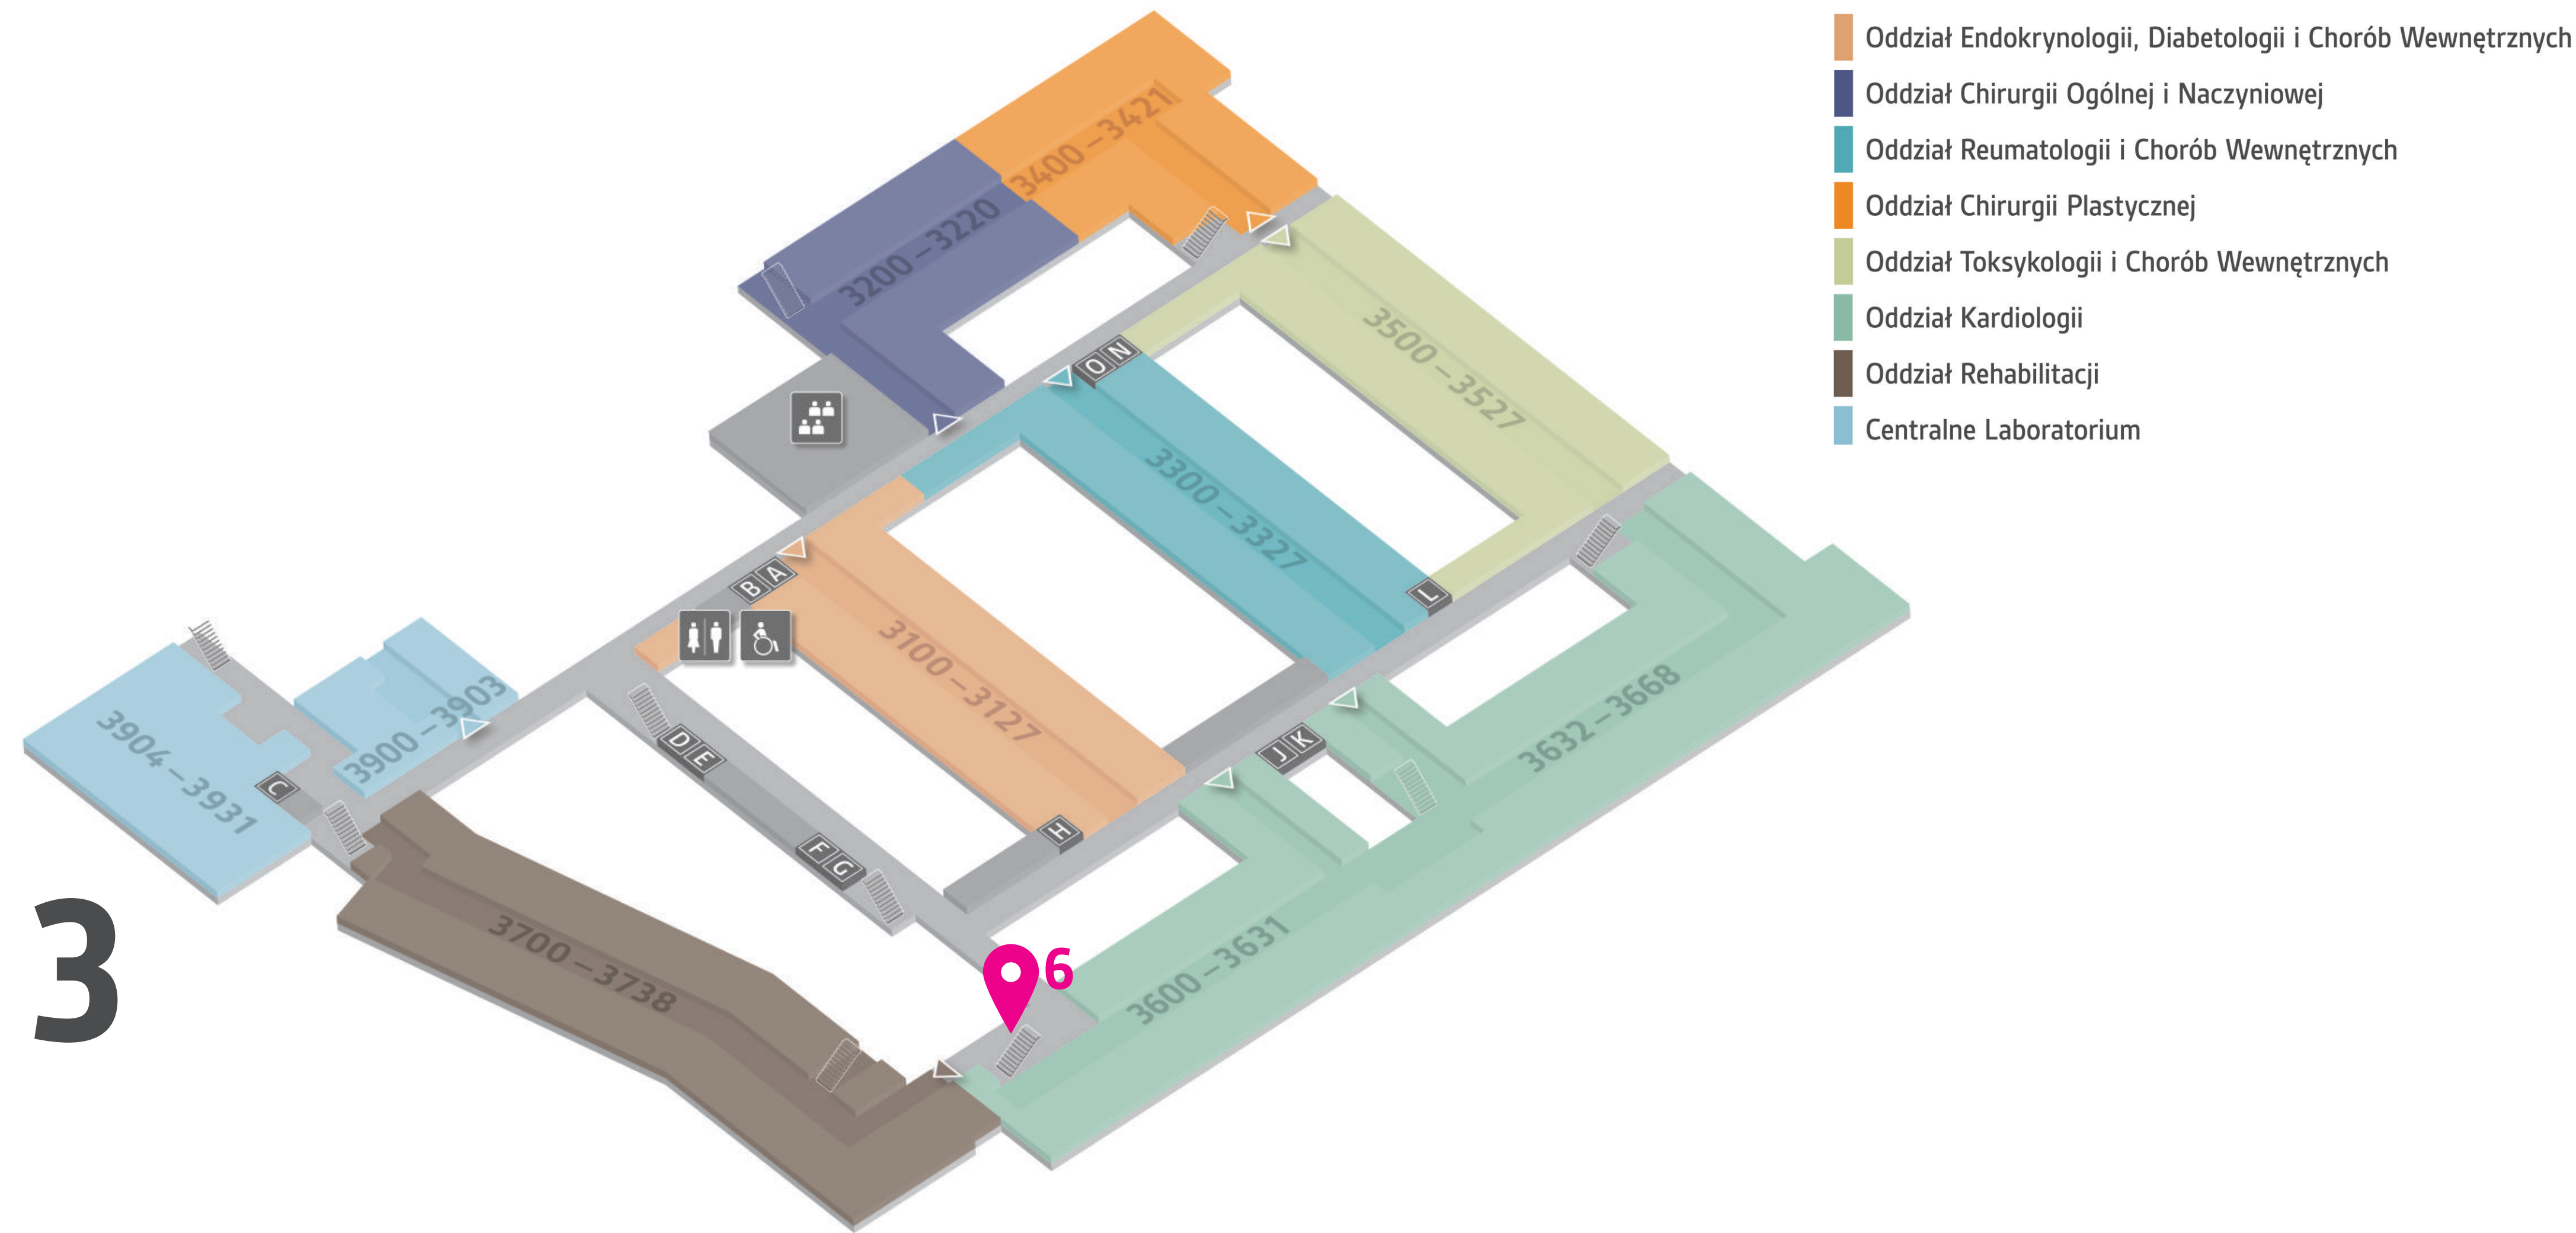 Oddział Endokrynologii, Diabetologii i Chorób Wewnętrznych
Oddział Chirurgii Ogólnej i Naczyniowej
Oddział Reumatologii i Chorób Wewnętrznych
Oddział Chirurgii Plastycznej
Oddział Toksykologii i Chorób Wewnętrznych
Oddział Kardiologii
Oddział Rehabilitacji
Centralne Laboratorium
3400–3421
3200–3220
3500–3527
O N
3300–3327
B A
L
3100–3127
3632–3668
3900–3903
3904–3931
C
D E
J K
F G
H
3600–3631
3700–3738
6
3